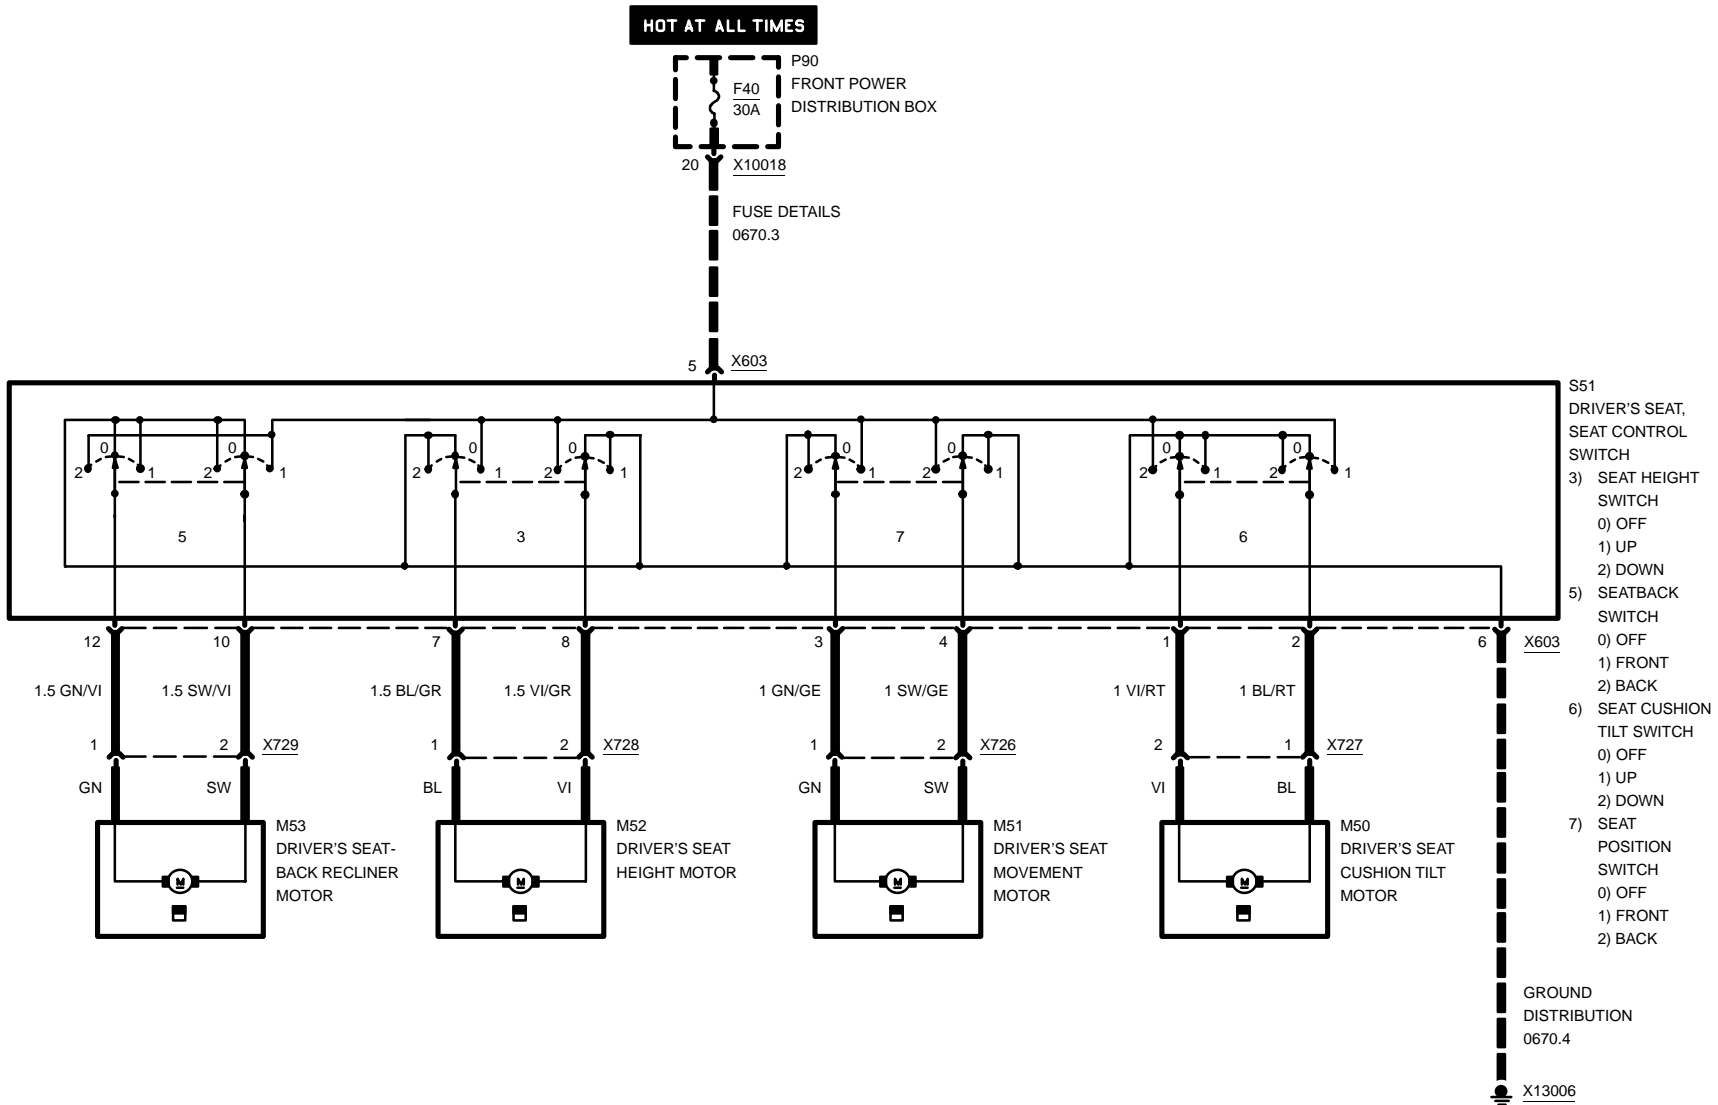 HOT AT ALL TIMES
P90
FRONT POWER
DISTRIBUTION BOX
F40
30A
20 X10018
FUSE DETAILS
0670.3
5 X603
S51
DRIVER'S SEAT,
SEAT CONTROL
SWITCH
3) SEAT HEIGHT
SWITCH
0) OFF
1) UP
2) DOWN
5) SEATBACK
SWITCH
0) OFF
1) FRONT
2) BACK
6) SEAT CUSHION
TILT SWITCH
0) OFF
1) UP
2) DOWN
7) SEAT
POSITION
SWITCH
0) OFF
1) FRONT
2) BACK
0 0 0 0 0 0 0 0
2 1 2 1 2 1 2 1 2 1 2 1 2 1 2 1
5 3 7 6
12 10 7 8 3 4 1 2 6 X603
1.5 GN/VI 1.5 SW/VI 1.5 BL/GR 1.5 VI/GR 1 GN/GE 1 SW/GE 1 VI/RT 1 BL/RT
1 2 X729 1 2 X728 1 2 X726 2 1 X727
GN SW BL VI GN SW VI BL
M53
DRIVER'S SEAT-
BACK RECLINER
MOTOR
M
M52
DRIVER'S SEAT
HEIGHT MOTOR
M
M51
DRIVER'S SEAT
MOVEMENT
MOTOR
M
M50
DRIVER'S SEAT
CUSHION TILT
MOTOR
M
GROUND
DISTRIBUTION
0670.4
X13006